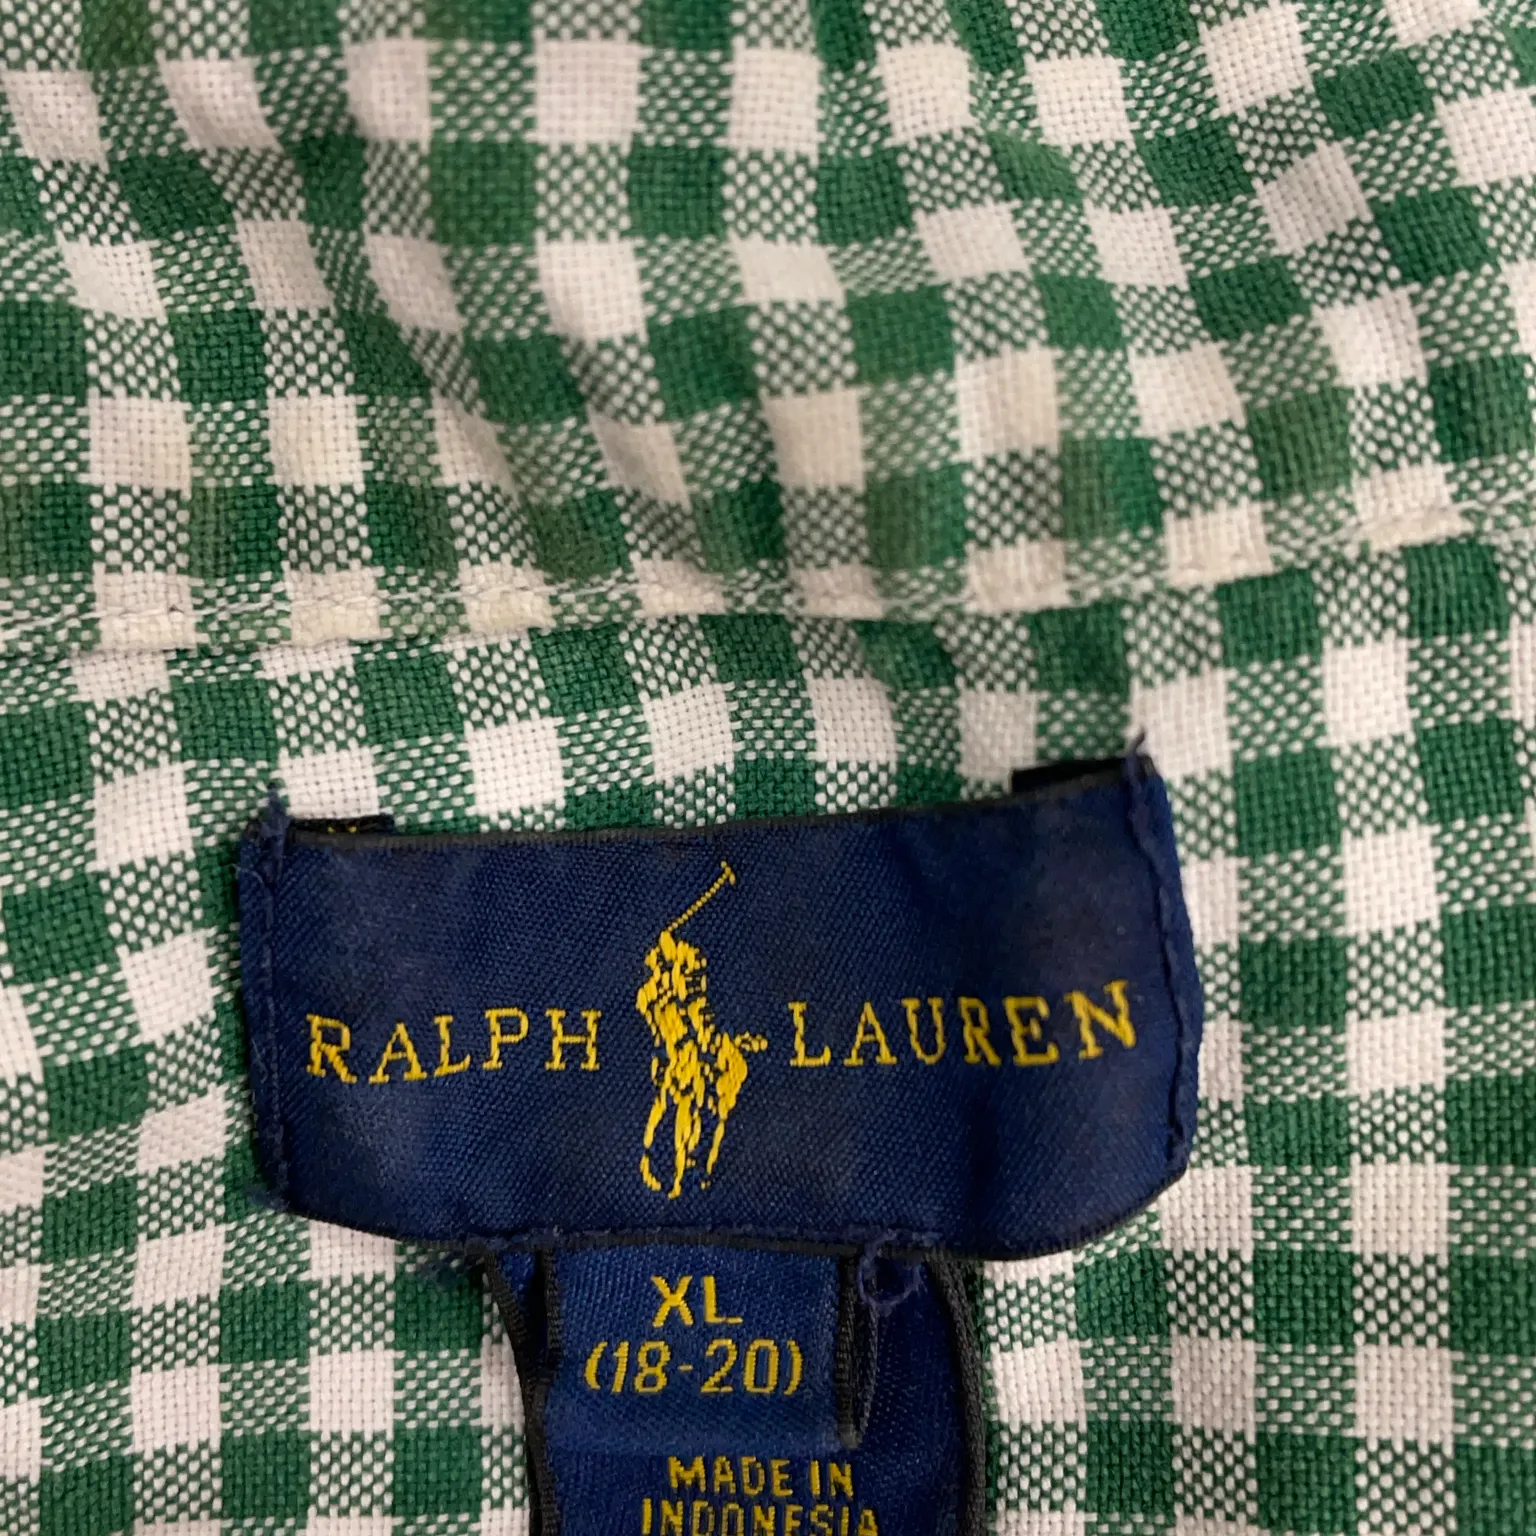 RALPH LAUREN
XL
(18-20)
MADE IN
INDONESIA